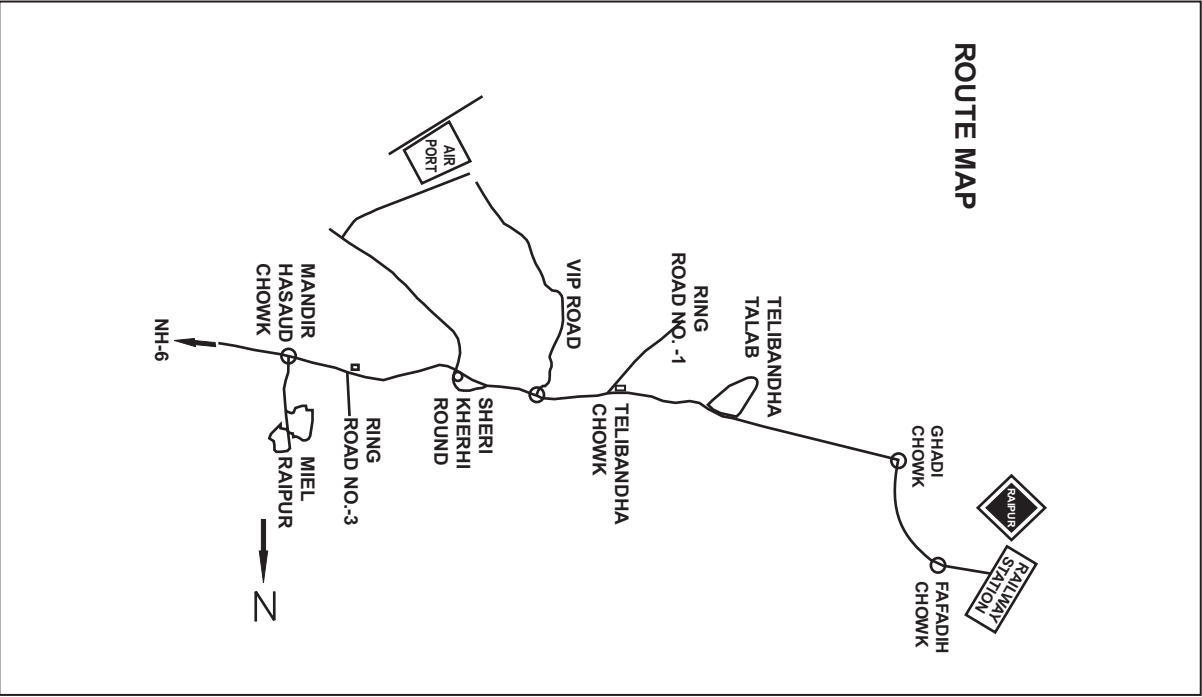 ROUTE MAP
RAIPUR
RAILWAY
STATION
FAFADIH
CHOWK
GHADI
CHOWK
TELIBANDHA
TALAB
RING
ROAD NO. -1
TELIBANDHA
CHOWK
VIP ROAD
AIR
PORT
SHERI
KHERHI
ROUND
RING
ROAD NO.-3
MANDIR
HASAUD
CHOWK
MIEL
RAIPUR
NH-6
N